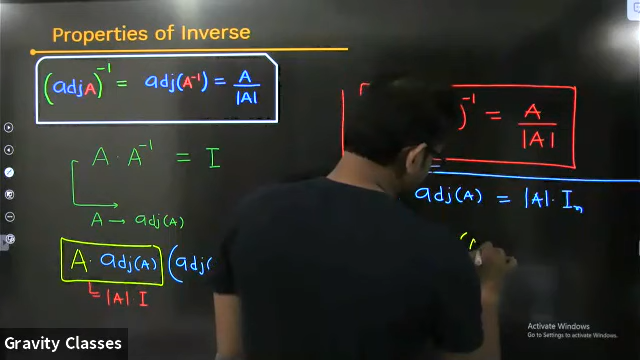 Properties of Inverse
(adj A)⁻¹ = adj(A⁻¹) = A/|A|
)⁻¹ = A/|A|
A · A⁻¹ = I
A → adj(A)
adj(A) = |A| · Iₙ
A · adj(A) (adj(
= |A| I
Activate Windows
Go to Settings to activate Windows.
Gravity Classes